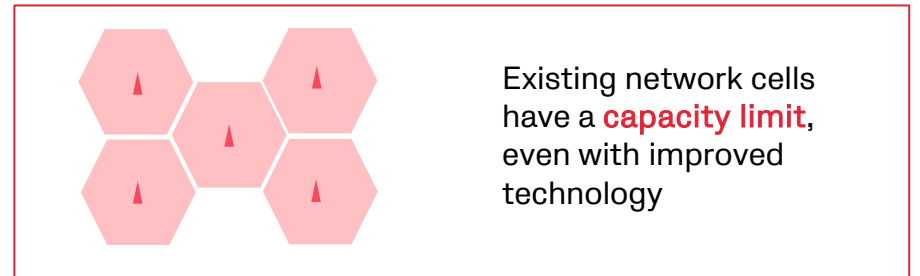 Existing network cells
have a capacity limit,
even with improved
technology